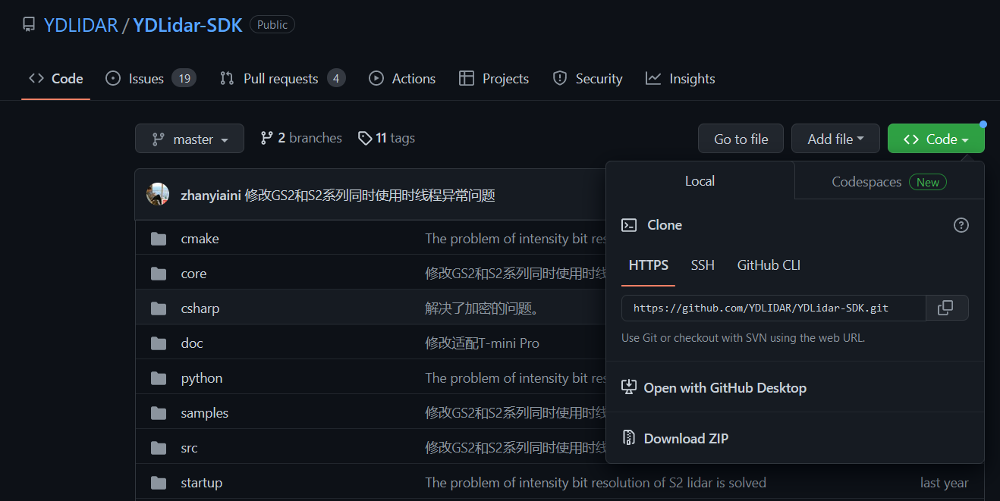 YDLIDAR / YDLidar-SDK Public
Code Issues 19 Pull requests 4 Actions Projects Security Insights
master 2 branches 11 tags Go to file Add file Code
Local Codespaces New
zhanyiaini 修改GS2和S2系列同时使用时线程异常问题
Clone
cmake The problem of intensity bit res
HTTPS SSH GitHub CLI
core 修改GS2和S2系列同时使用时线
https://github.com/YDLIDAR/YDLidar-SDK.git
csharp 解决了加密的问题。
Use Git or checkout with SVN using the web URL.
doc 修改适配T-mini Pro
python The problem of intensity bit res
Open with GitHub Desktop
samples 修改GS2和S2系列同时使用时线
Download ZIP
src 修改GS2和S2系列同时使用时线
startup The problem of intensity bit resolution of S2 lidar is solved last year